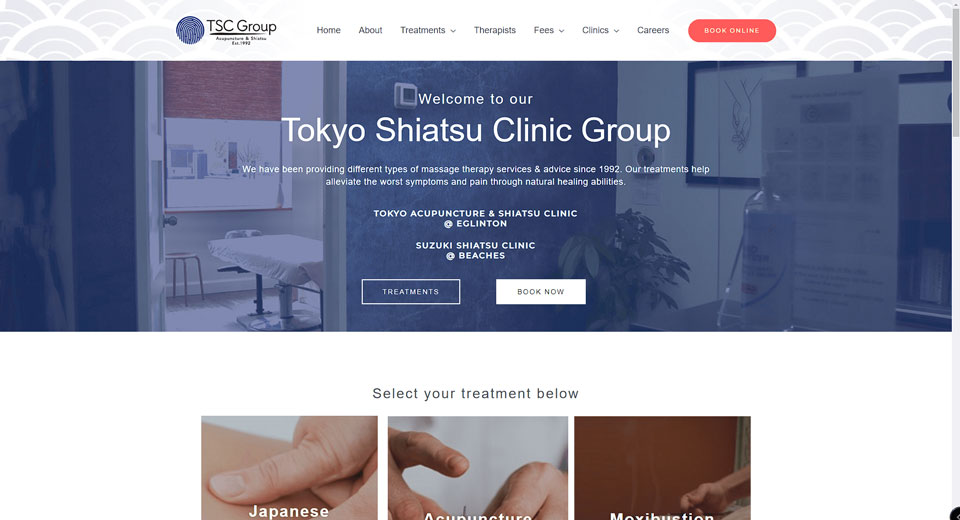 TSC Group
Acupuncture & Shiatsu
Est.1992
Home
About
Treatments
Therapists
Fees
Clinics
Careers
BOOK ONLINE
Welcome to our
Tokyo Shiatsu Clinic Group
We have been providing different types of massage therapy services & advice since 1992. Our treatments help
alleviate the worst symptoms and pain through natural healing abilities.
TOKYO ACUPUNCTURE & SHIATSU CLINIC
@ EGLINTON
SUZUKI SHIATSU CLINIC
@ BEACHES
TREATMENTS
BOOK NOW
Select your treatment below
Japanese
Acupuncture
Moxibustion